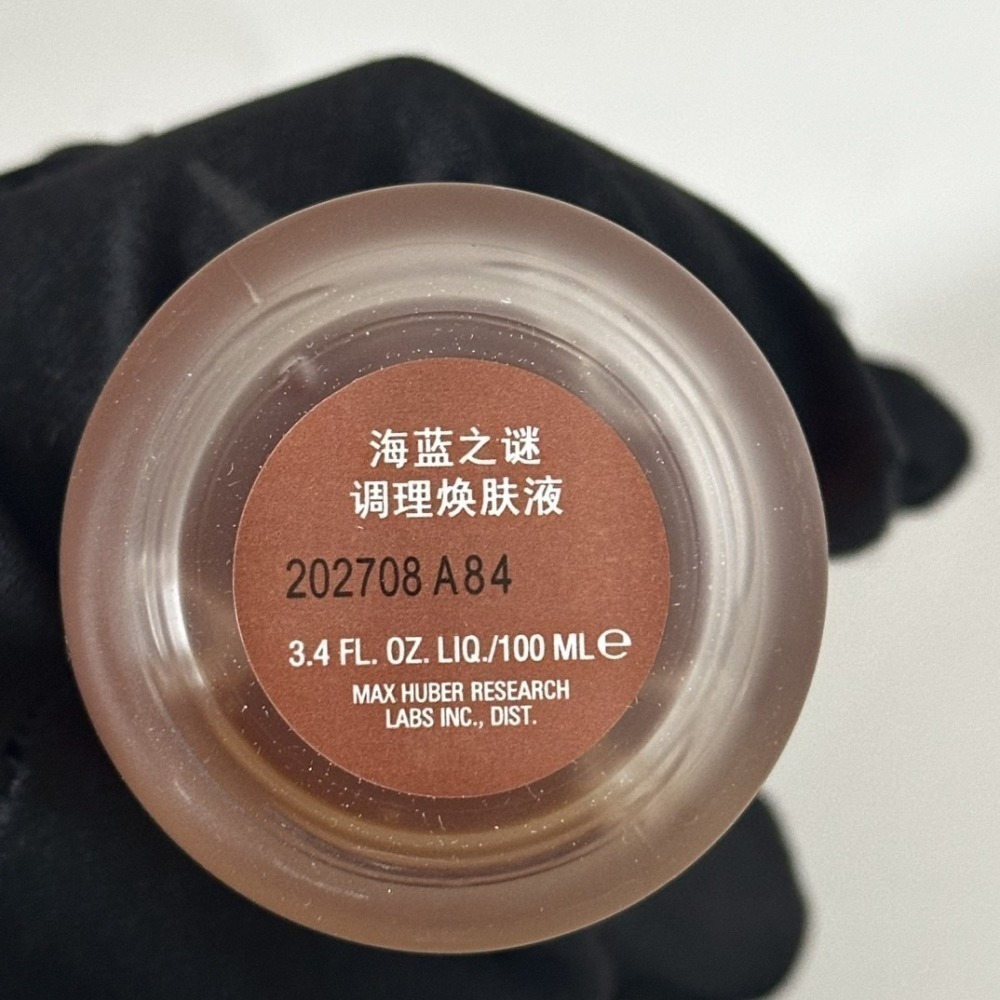 海蓝之谜
调理焕肤液
202708 A84
3.4 FL. OZ. LIQ./100 ML ℮
MAX HUBER RESEARCH
LABS INC., DIST.